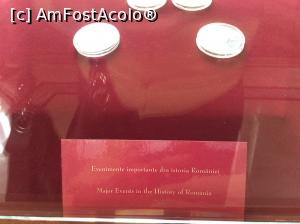 [c] AmFostAcolo®
Evenimente importante din istoria României
Major Events in the History of Romania